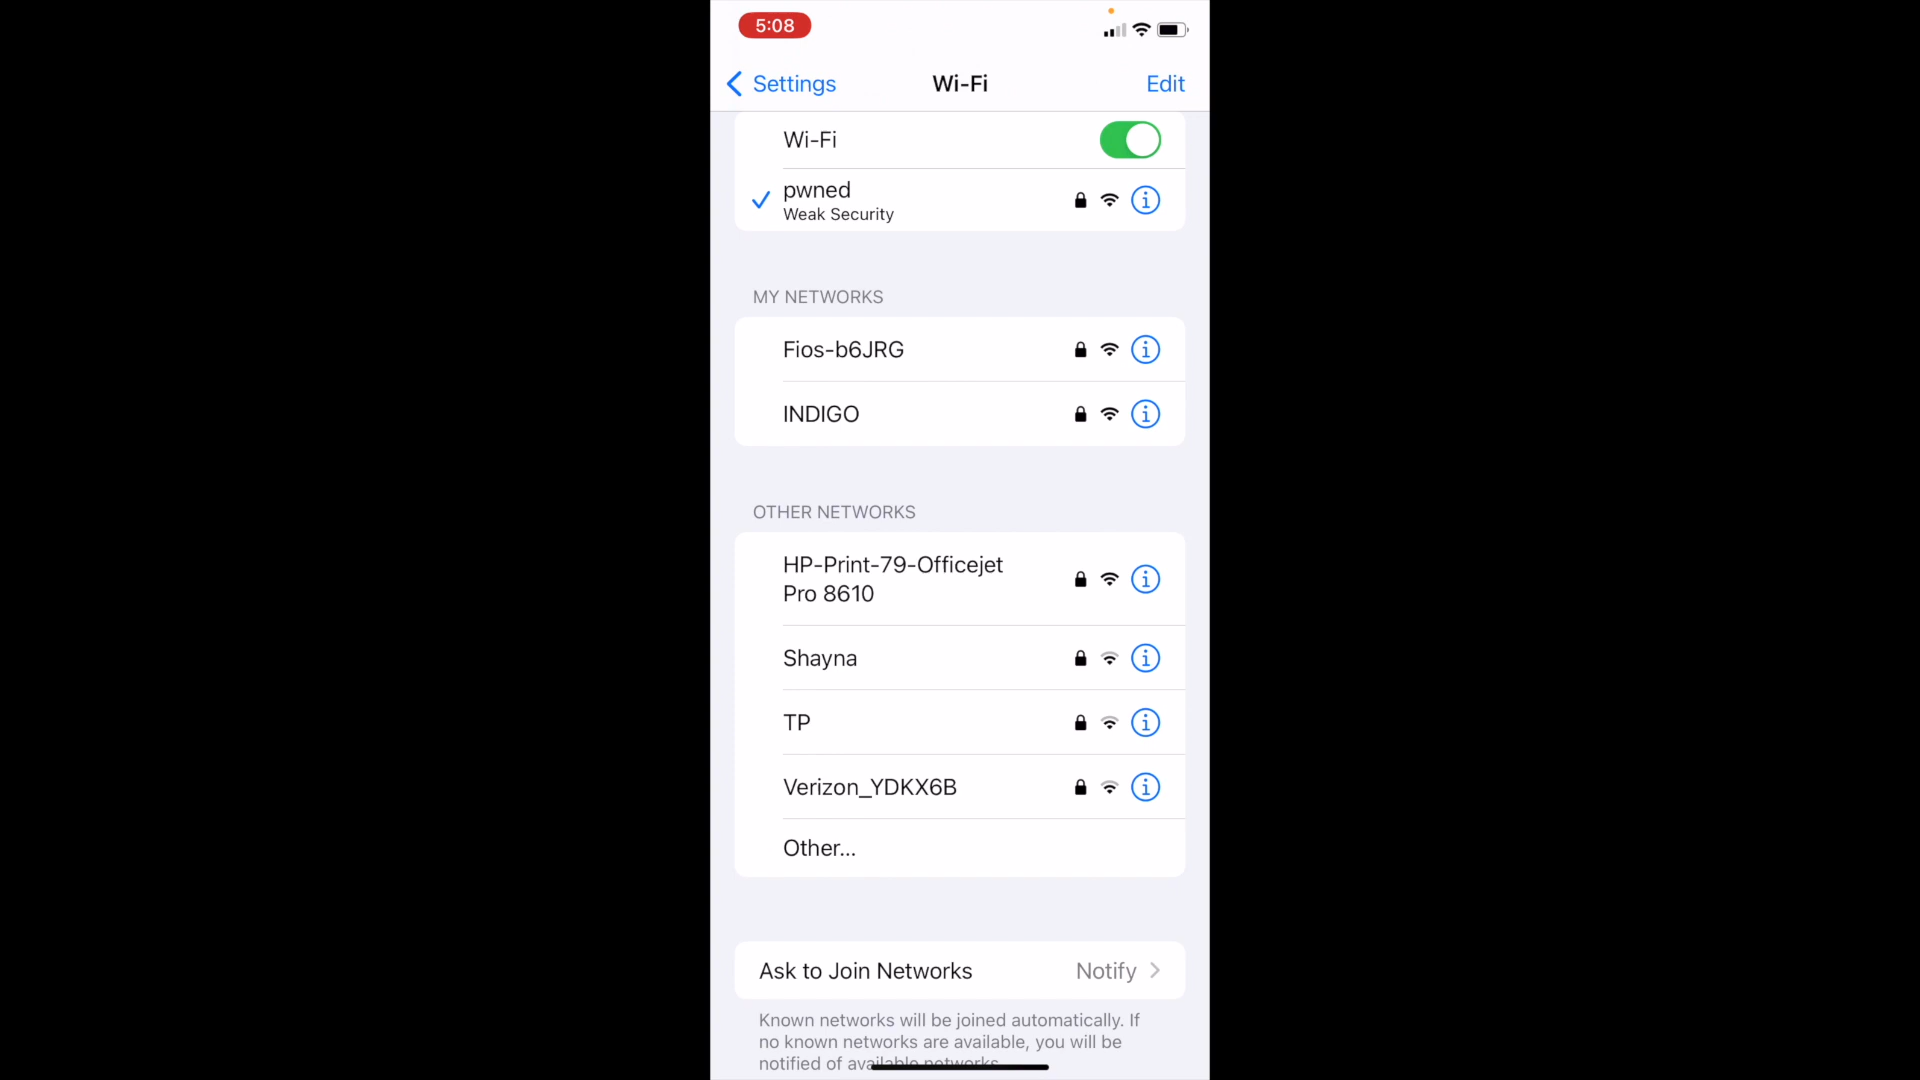 5:08
Settings
Wi-Fi
Edit
Wi-Fi
pwned
Weak Security
MY NETWORKS
Fios-b6JRG
INDIGO
OTHER NETWORKS
HP-Print-79-Officejet
Pro 8610
Shayna
TP
Verizon_YDKX6B
Other...
Ask to Join Networks
Notify
Known networks will be joined automatically. If
no known networks are available, you will be
notified of available networks.